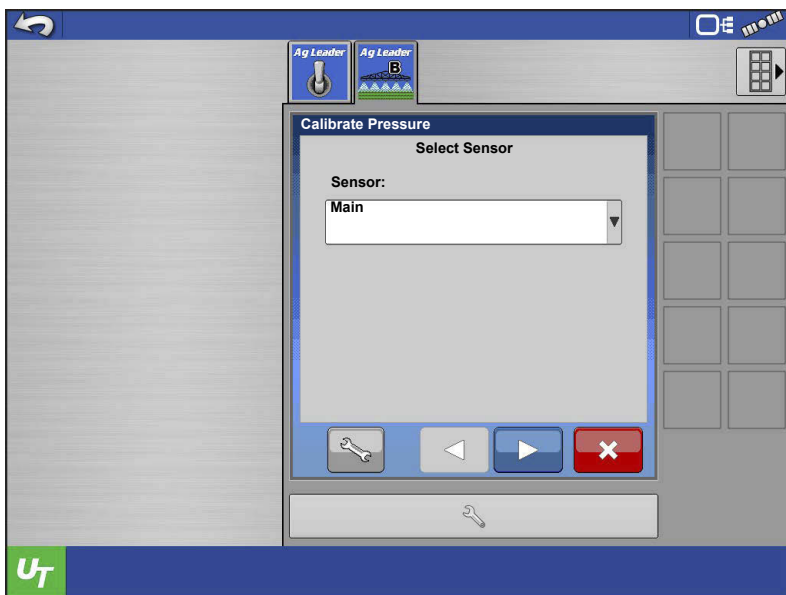 Ag Leader
Ag Leader
B
Calibrate Pressure
Select Sensor
Sensor:
Main
UT